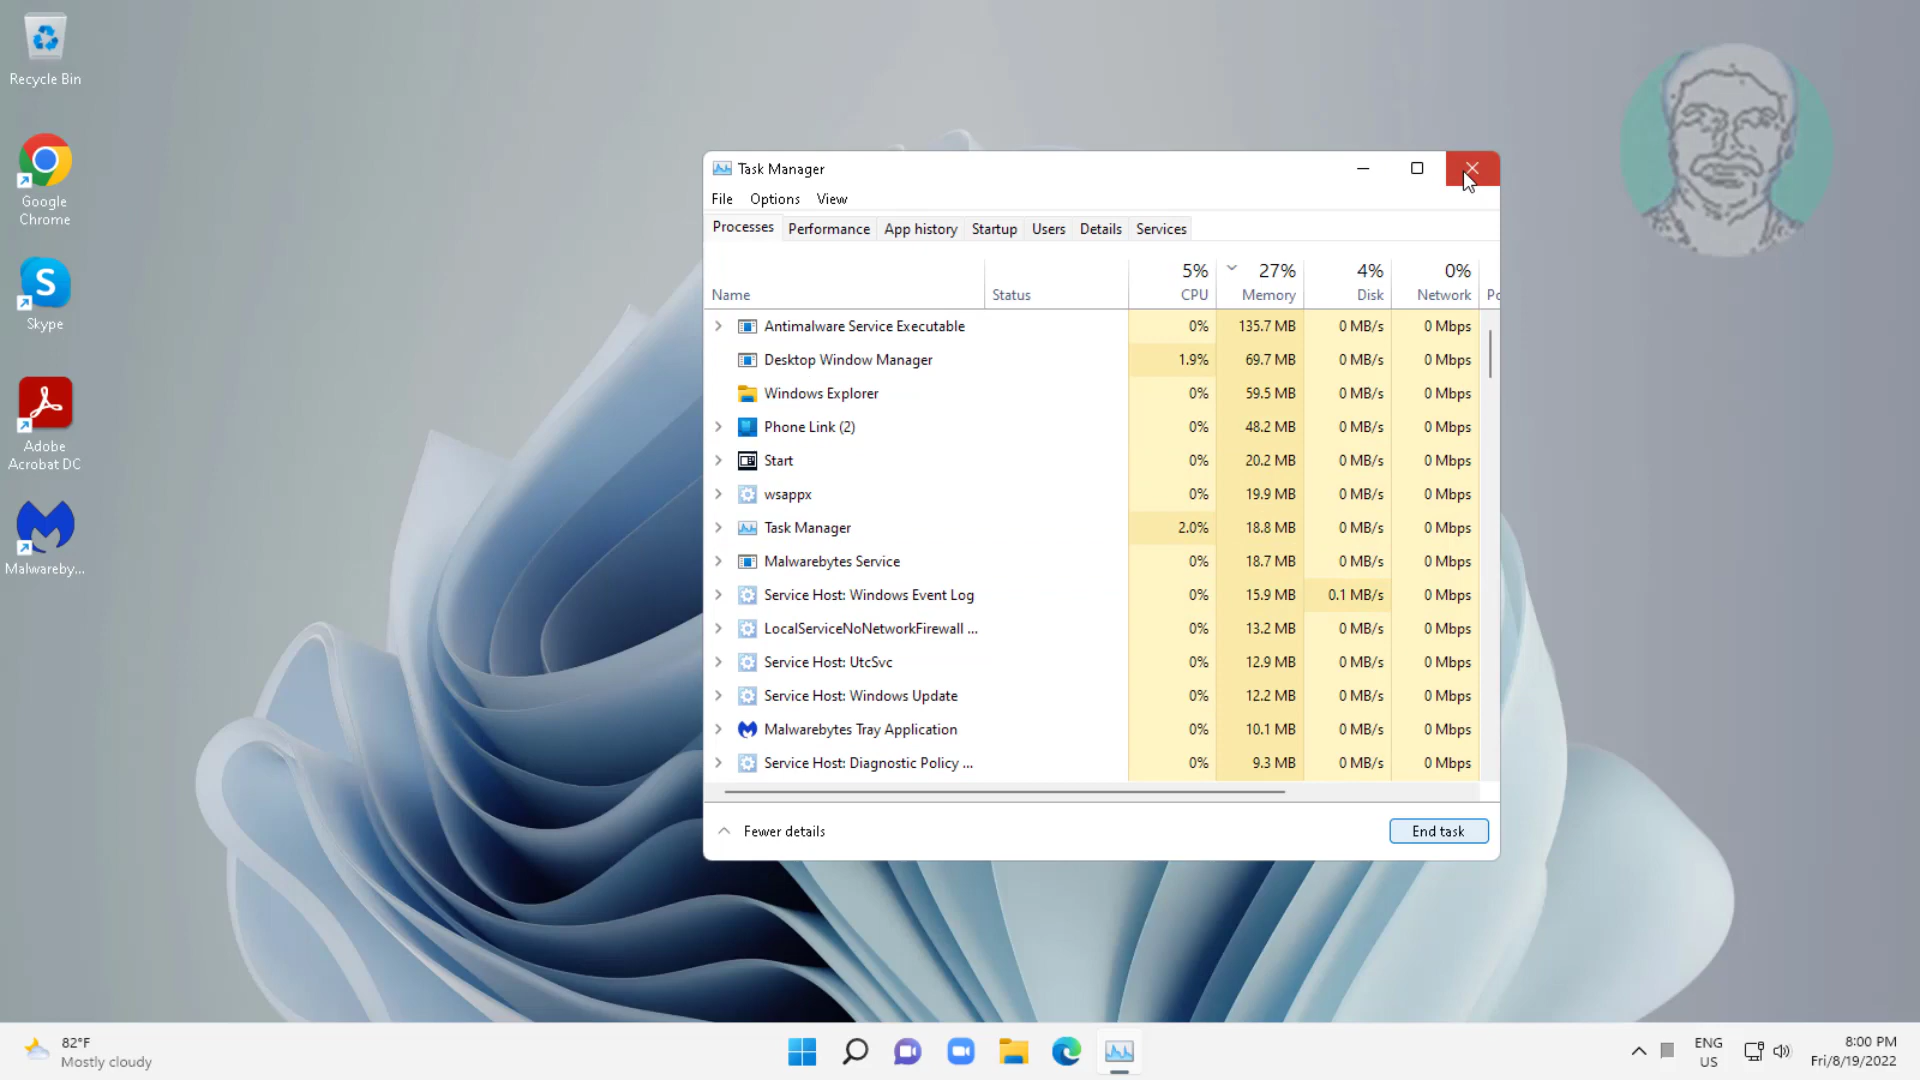 Recycle Bin
Google
Chrome
Skype
Adobe
Acrobat DC
Malwareby...
Task Manager
File Options View
Processes Performance App history Startup Users Details Services
5% 27% 4% 0%
Name Status CPU Memory Disk Network Po
Antimalware Service Executable 0% 135.7 MB 0 MB/s 0 Mbps
Desktop Window Manager 1.9% 69.7 MB 0 MB/s 0 Mbps
Windows Explorer 0% 59.5 MB 0 MB/s 0 Mbps
Phone Link (2) 0% 48.2 MB 0 MB/s 0 Mbps
Start 0% 20.2 MB 0 MB/s 0 Mbps
wsappx 0% 19.9 MB 0 MB/s 0 Mbps
Task Manager 2.0% 18.8 MB 0 MB/s 0 Mbps
Malwarebytes Service 0% 18.7 MB 0 MB/s 0 Mbps
Service Host: Windows Event Log 0% 15.9 MB 0.1 MB/s 0 Mbps
LocalServiceNoNetworkFirewall ... 0% 13.2 MB 0 MB/s 0 Mbps
Service Host: UtcSvc 0% 12.9 MB 0 MB/s 0 Mbps
Service Host: Windows Update 0% 12.2 MB 0 MB/s 0 Mbps
Malwarebytes Tray Application 0% 10.1 MB 0 MB/s 0 Mbps
Service Host: Diagnostic Policy ... 0% 9.3 MB 0 MB/s 0 Mbps
Fewer details End task
82°F
Mostly cloudy
ENG
US
8:00 PM
Fri/8/19/2022